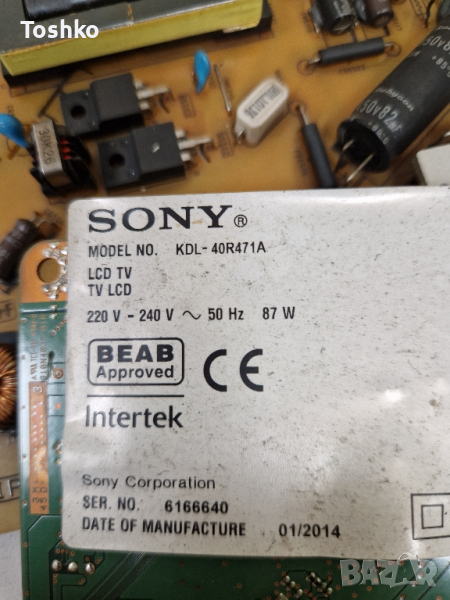 Toshko
SONY®
MODEL NO. KDL-40R471A
LCD TV
TV LCD
220 V - 240 V ~ 50 Hz 87 W
BEAB
Approved
CE
Intertek
Sony Corporation
SER. NO. 6166640
DATE OF MANUFACTURE 01/2014
BAZAR